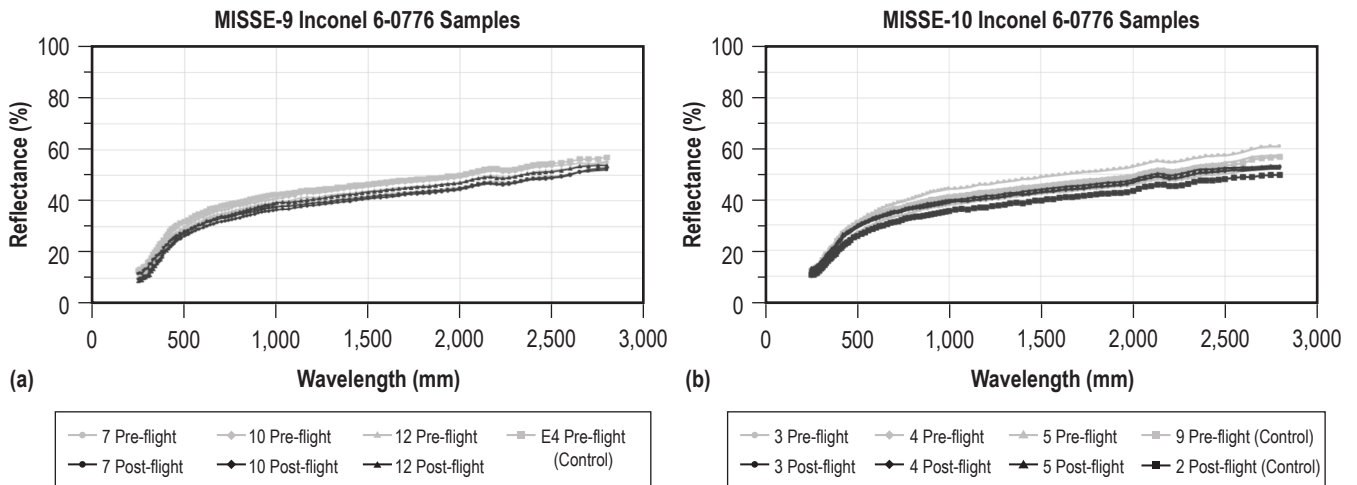 MISSE-9 Inconel 6-0776 Samples
100
80
60
40
20
0
Reflectance (%)
0 500 1,000 1,500 2,000 2,500 3,000
(a) Wavelength (mm)
7 Pre-flight 10 Pre-flight 12 Pre-flight E4 Pre-flight
7 Post-flight 10 Post-flight 12 Post-flight (Control)
MISSE-10 Inconel 6-0776 Samples
100
80
60
40
20
0
Reflectance (%)
0 500 1,000 1,500 2,000 2,500 3,000
(b) Wavelength (mm)
3 Pre-flight 4 Pre-flight 5 Pre-flight 9 Pre-flight (Control)
3 Post-flight 4 Post-flight 5 Post-flight 2 Post-flight (Control)